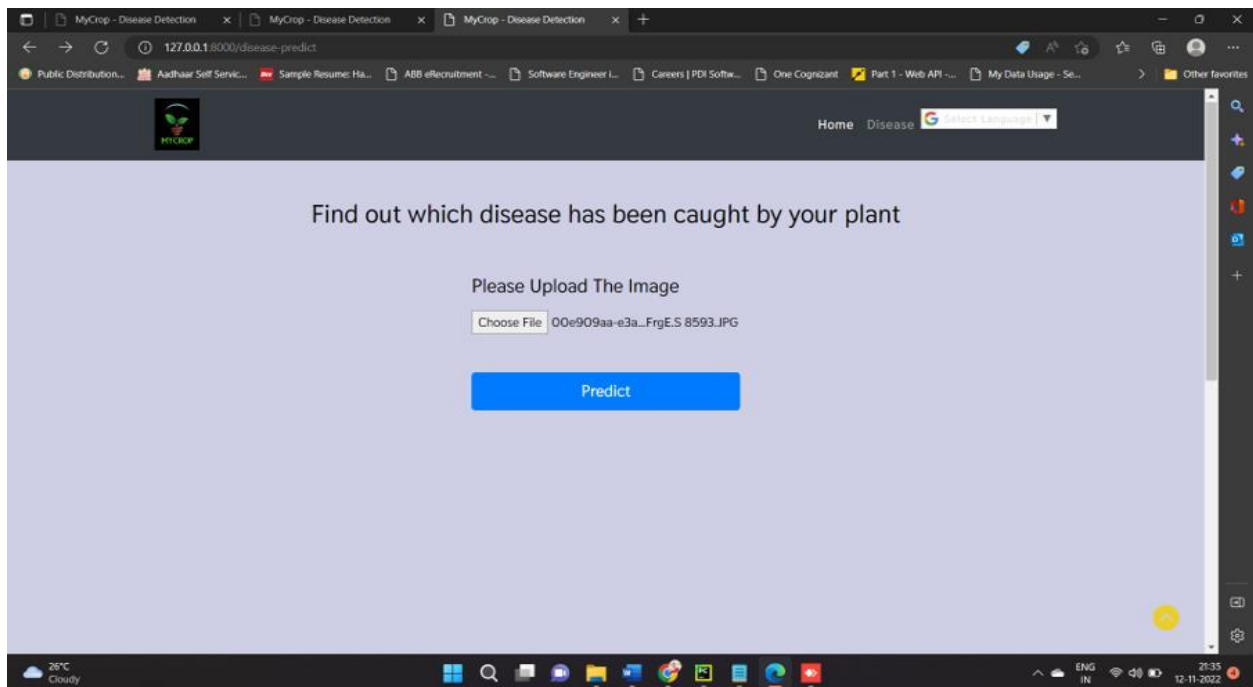 MyCrop - Disease Detection MyCrop - Disease Detection MyCrop - Disease Detection
127.0.0.1:8000/disease-predict
Public Distribution... Aadhaar Self Servic... Sample Resume: Ha... ABB eRecruitment -... Software Engineer i... Careers | PDI Softw... One Cognizant Part 1 - Web API -... My Data Usage - Se... Other favorites
MYCROP
Home Disease Select Language
Find out which disease has been caught by your plant
Please Upload The Image
Choose File 00e909aa-e3a...FrgE.S 8593.JPG
Predict
26°C
Cloudy
ENG
IN
21:35
12-11-2022
4